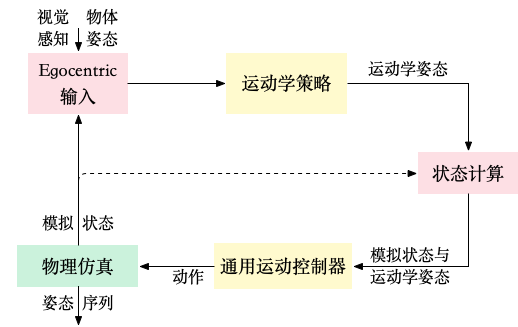 视觉 物体
感知 姿态
Egocentric
输入
运动学策略
运动学姿态
状态计算
模拟 状态
物理仿真
动作
通用运动控制器
模拟状态与
运动学姿态
姿态 序列